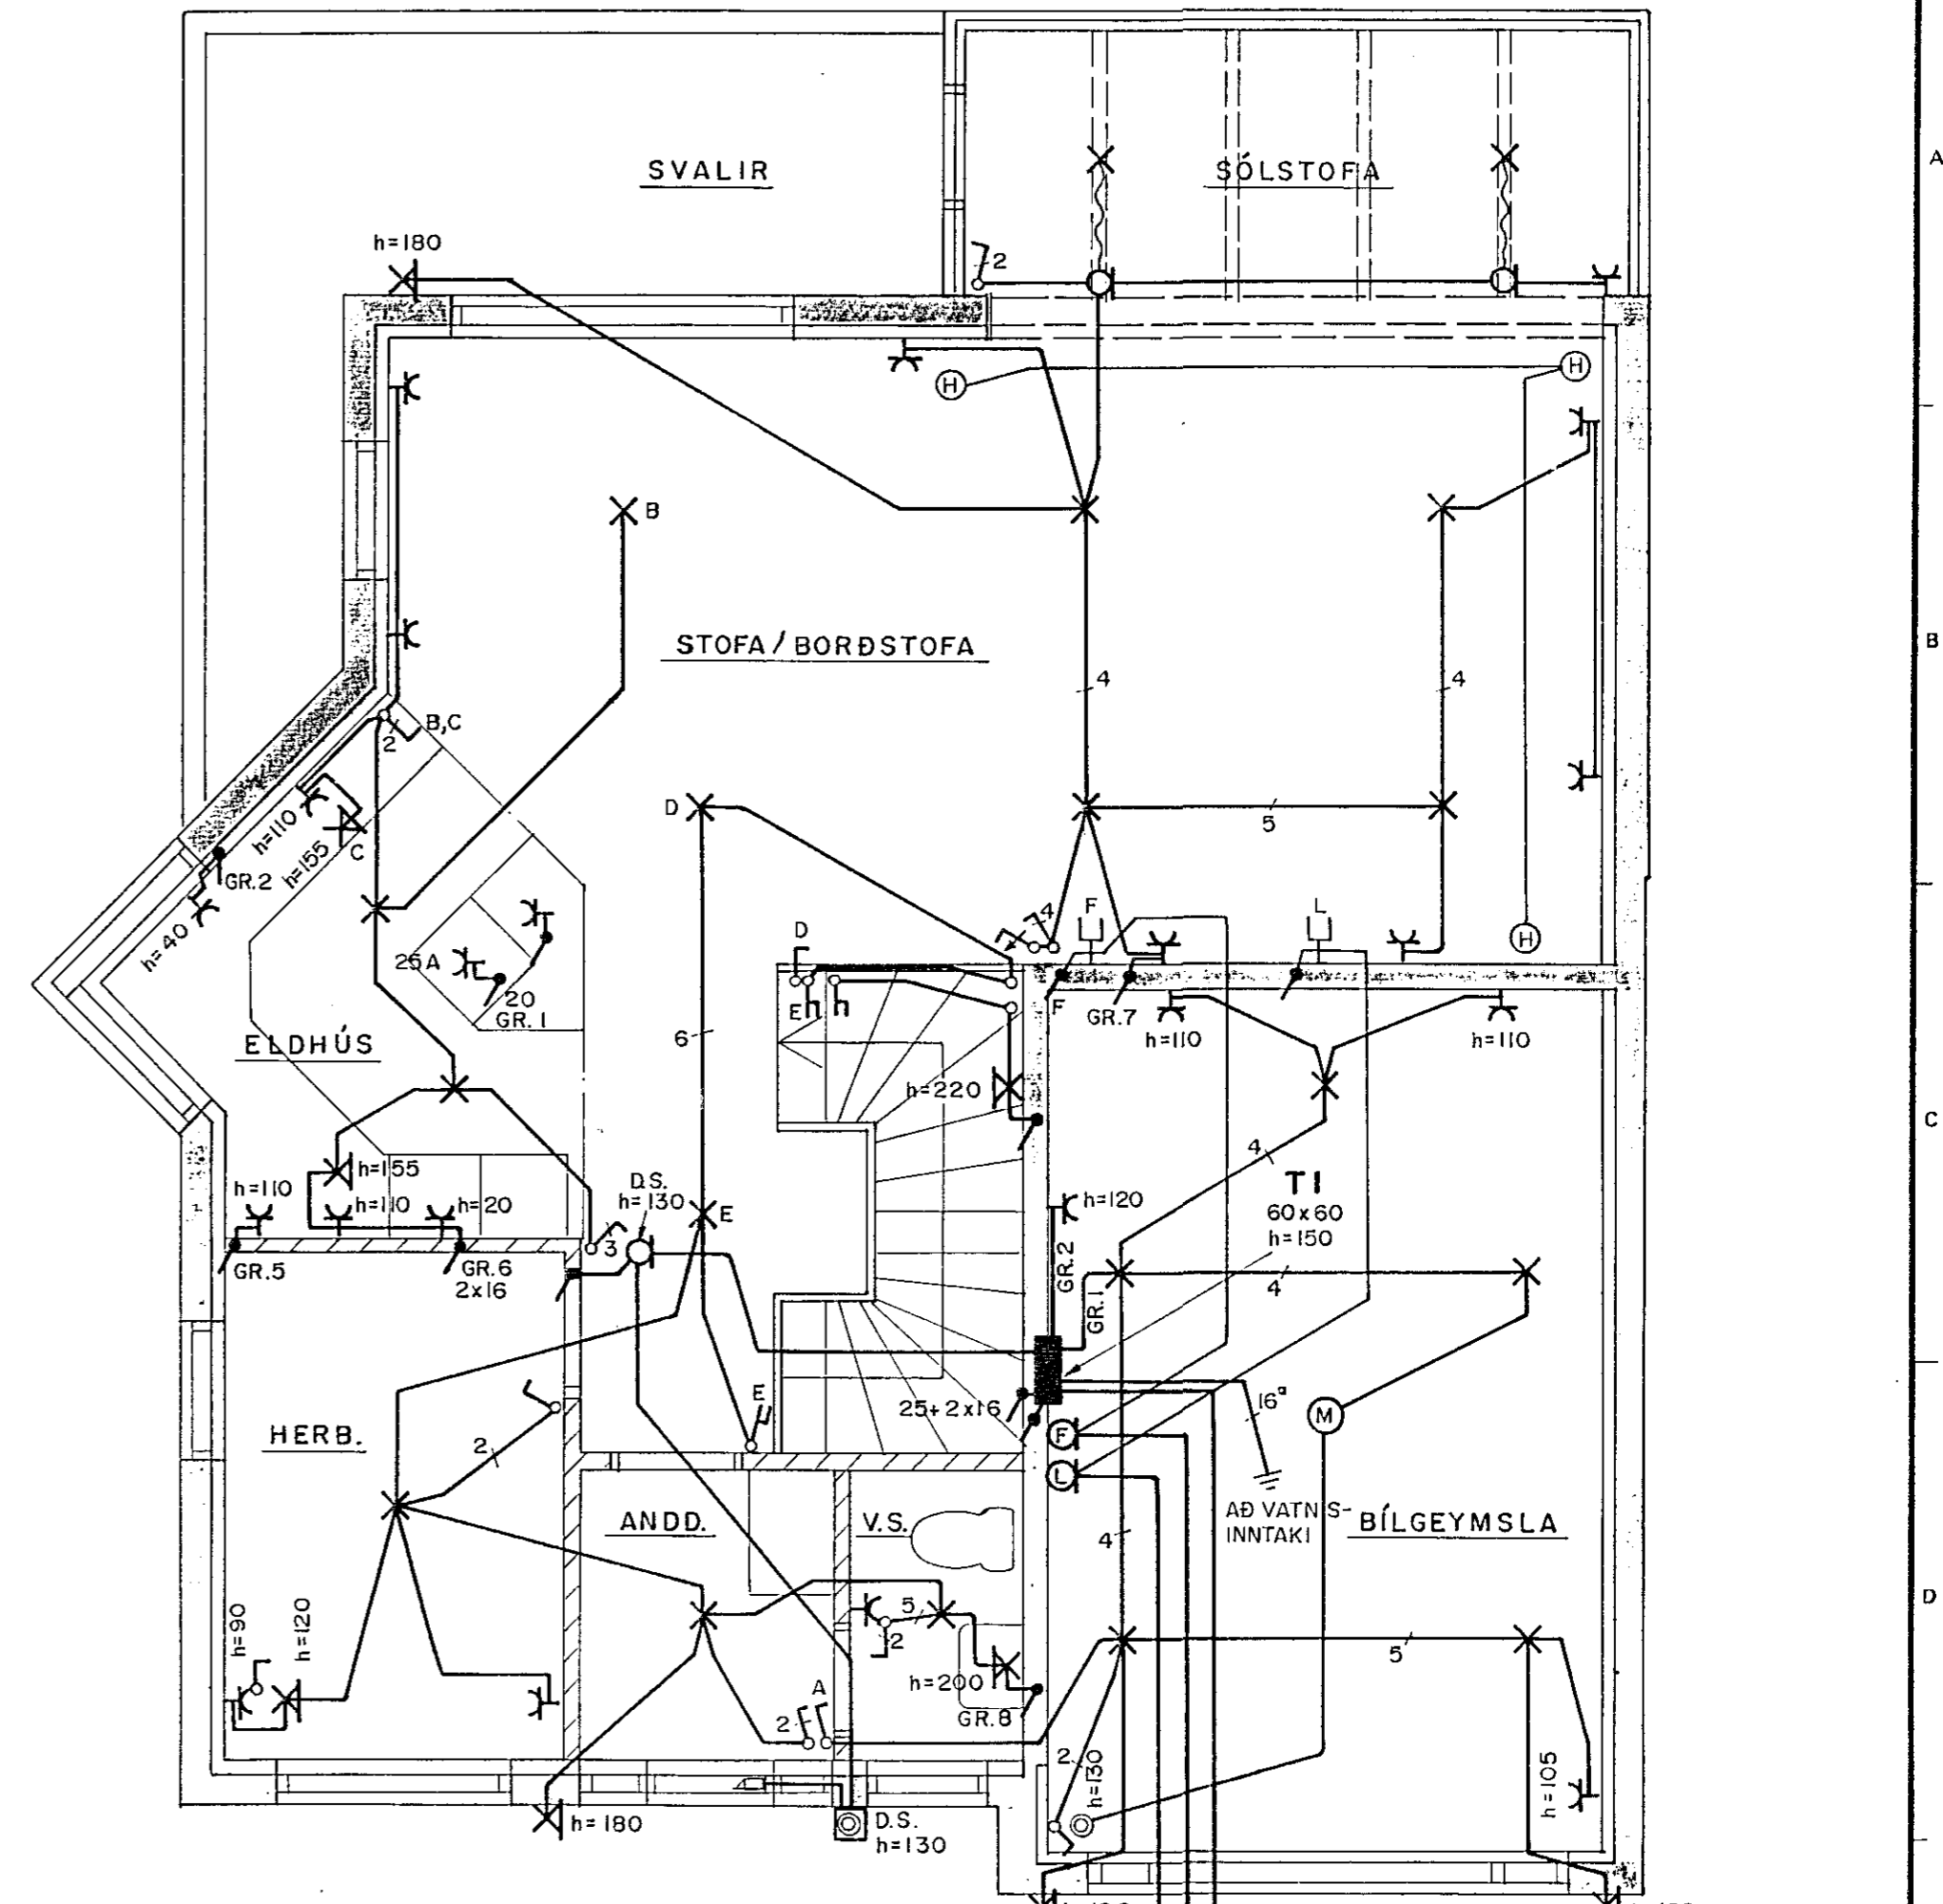 A
SVALIR
SÓLSTOFA
h=180
2
H
H
B
B
STOFA/BORÐSTOFA
4
4
B,C
2
D
5
h=110
h=155
C
GR.2
h=40
25A
20
GR.1
D
E
4
F
L
H
F
GR.7
h=110
h=110
6
ELDHÚS
h=220
C
4
T1
60x60
h=150
h=155
h=110
h=110
h=20
D.S.
h=130
E
h=120
3
GR.5
GR.6
2x16
GR.2
GR.1
4
E
25+2x16
16□
M
F
L
HERB.
2
ANDD.
V.S.
AÐ VATNS-
INNTAKI
BÍLGEYMSLA
4
5
2
D
h=90
h=120
5
h=200
GR.8
A
2
2
h=130
h=105
h=180
D.S.
h=130